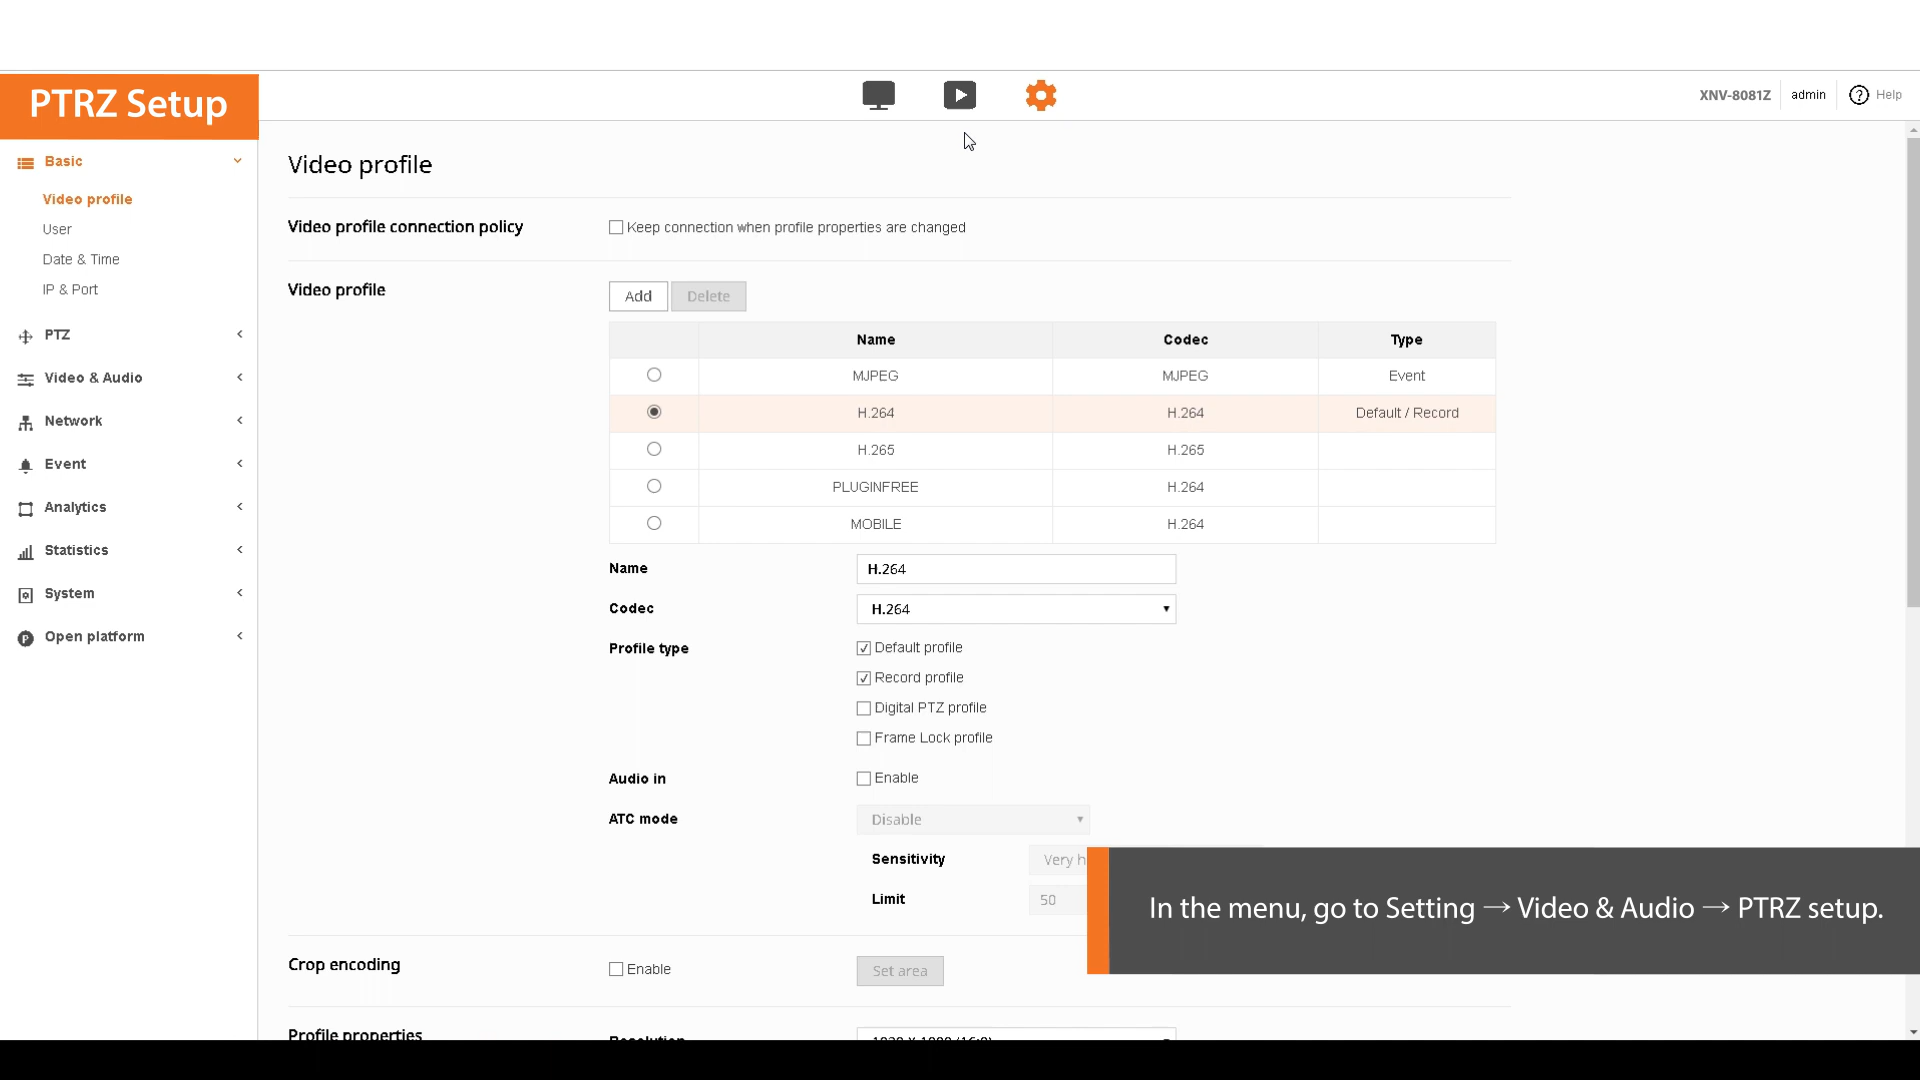 PTRZ Setup
XNV-8081Z admin Help
Basic
Video profile
User
Date & Time
IP & Port
PTZ
Video & Audio
Network
Event
Analytics
Statistics
System
Open platform
Video profile
Video profile connection policy Keep connection when profile properties are changed
Video profile Add Delete
Name Codec Type
MJPEG MJPEG Event
H.264 H.264 Default / Record
H.265 H.265
PLUGINFREE H.264
MOBILE H.264
Name H.264
Codec H.264
Profile type Default profile
Record profile
Digital PTZ profile
Frame Lock profile
Audio in Enable
ATC mode Disable
Sensitivity Very h
Limit 50
In the menu, go to Setting → Video & Audio → PTRZ setup.
Crop encoding Enable Set area
Profile properties Resolution